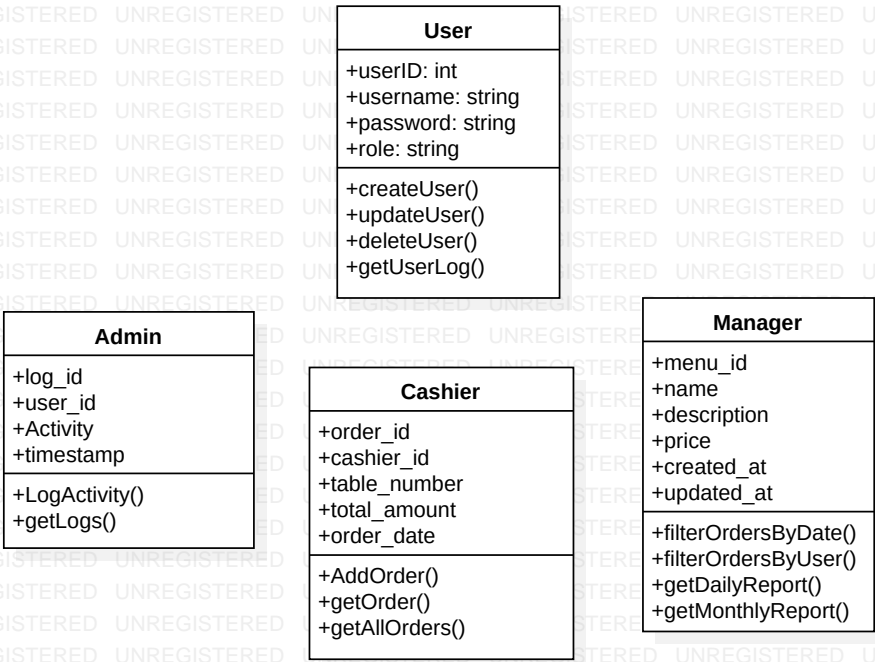 User
+userID: int
+username: string
+password: string
+role: string
+createUser()
+updateUser()
+deleteUser()
+getUserLog()
Admin
+log_id
+user_id
+Activity
+timestamp
+LogActivity()
+getLogs()
Cashier
+order_id
+cashier_id
+table_number
+total_amount
+order_date
+AddOrder()
+getOrder()
+getAllOrders()
Manager
+menu_id
+name
+description
+price
+created_at
+updated_at
+filterOrdersByDate()
+filterOrdersByUser()
+getDailyReport()
+getMonthlyReport()
UNREGISTERED